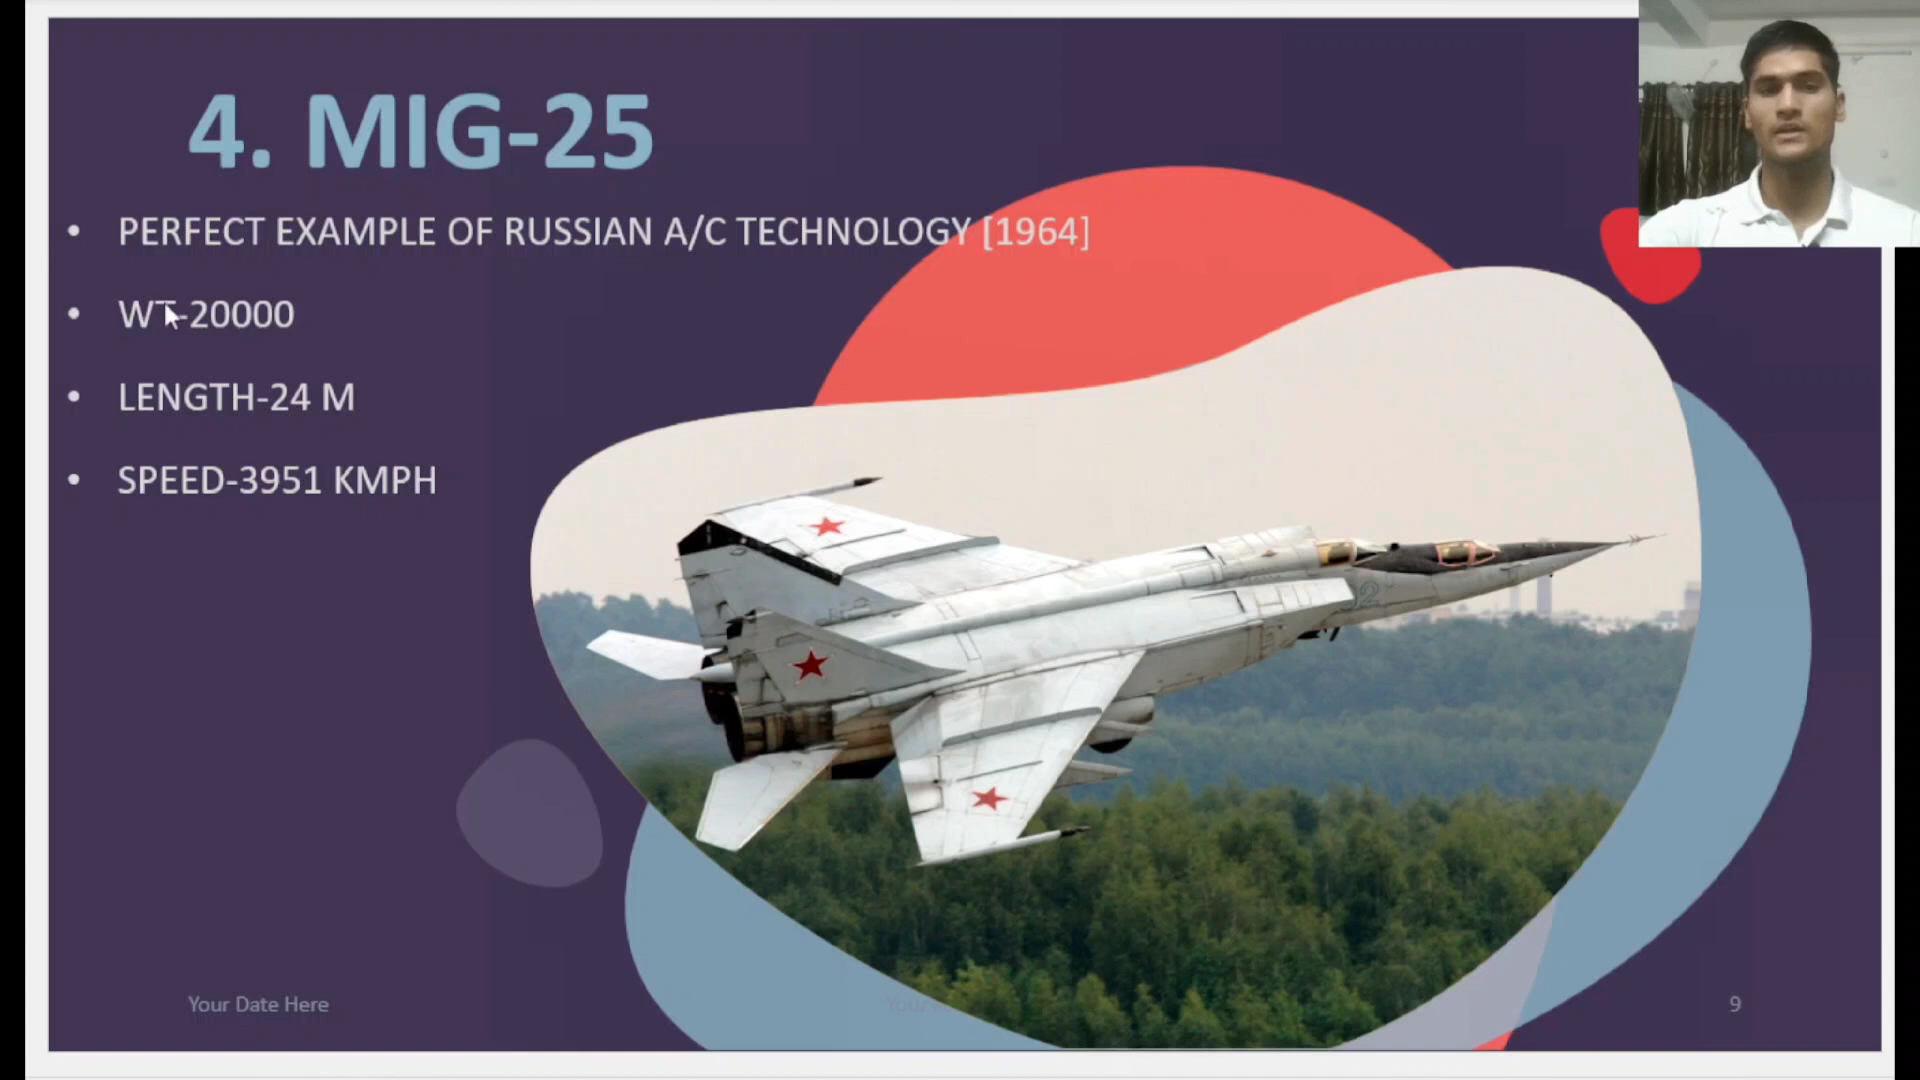 4. MIG-25
• PERFECT EXAMPLE OF RUSSIAN A/C TECHNOLOGY [1964]
• WT-20000
• LENGTH-24 M
• SPEED-3951 KMPH
Your Date Here
9